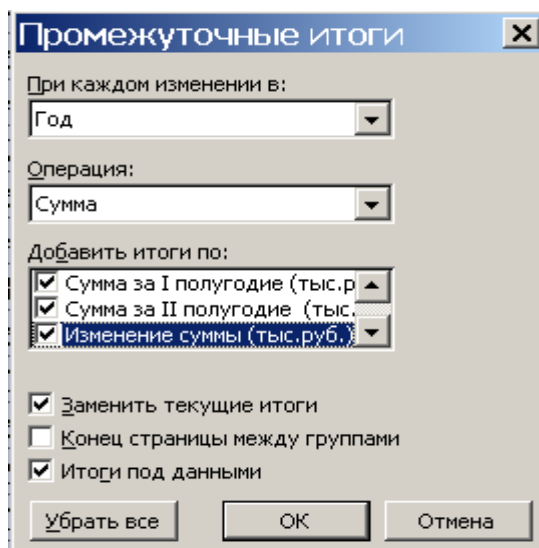 Промежуточные итоги
При каждом изменении в:
Год
Операция:
Сумма
Добавить итоги по:
Сумма за I полугодие (тыс.р
Сумма за II полугодие (тыс.
Изменение суммы (тыс.руб.)
Заменить текущие итоги
Конец страницы между группами
Итоги под данными
Убрать все ОК Отмена